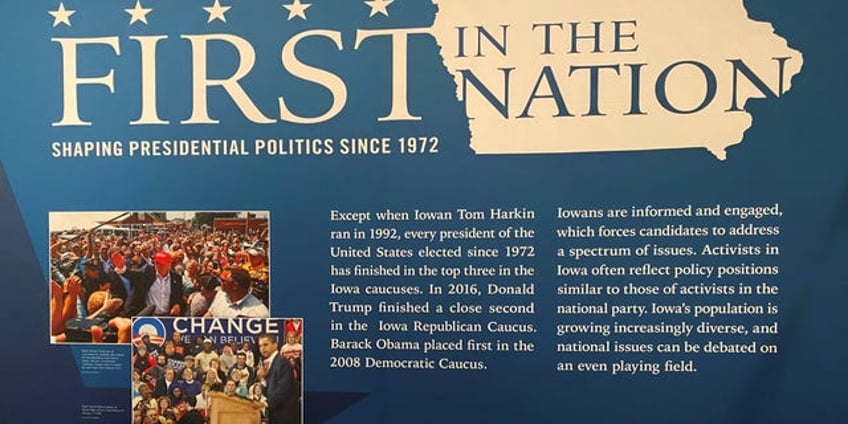 FIRST
IN THE
NATION
SHAPING PRESIDENTIAL POLITICS SINCE 1972
Except when Iowan Tom Harkin
ran in 1992, every president of the
United States elected since 1972
has finished in the top three in the
Iowa caucuses. In 2016, Donald
Trump finished a close second
in the Iowa Republican Caucus.
Barack Obama placed first in the
2008 Democratic Caucus.
Iowans are informed and engaged,
which forces candidates to address
a spectrum of issues. Activists in
Iowa often reflect policy positions
similar to those of activists in the
national party. Iowa's population is
growing increasingly diverse, and
national issues can be debated on
an even playing field.
CHANGE
WE CAN BELIEVE